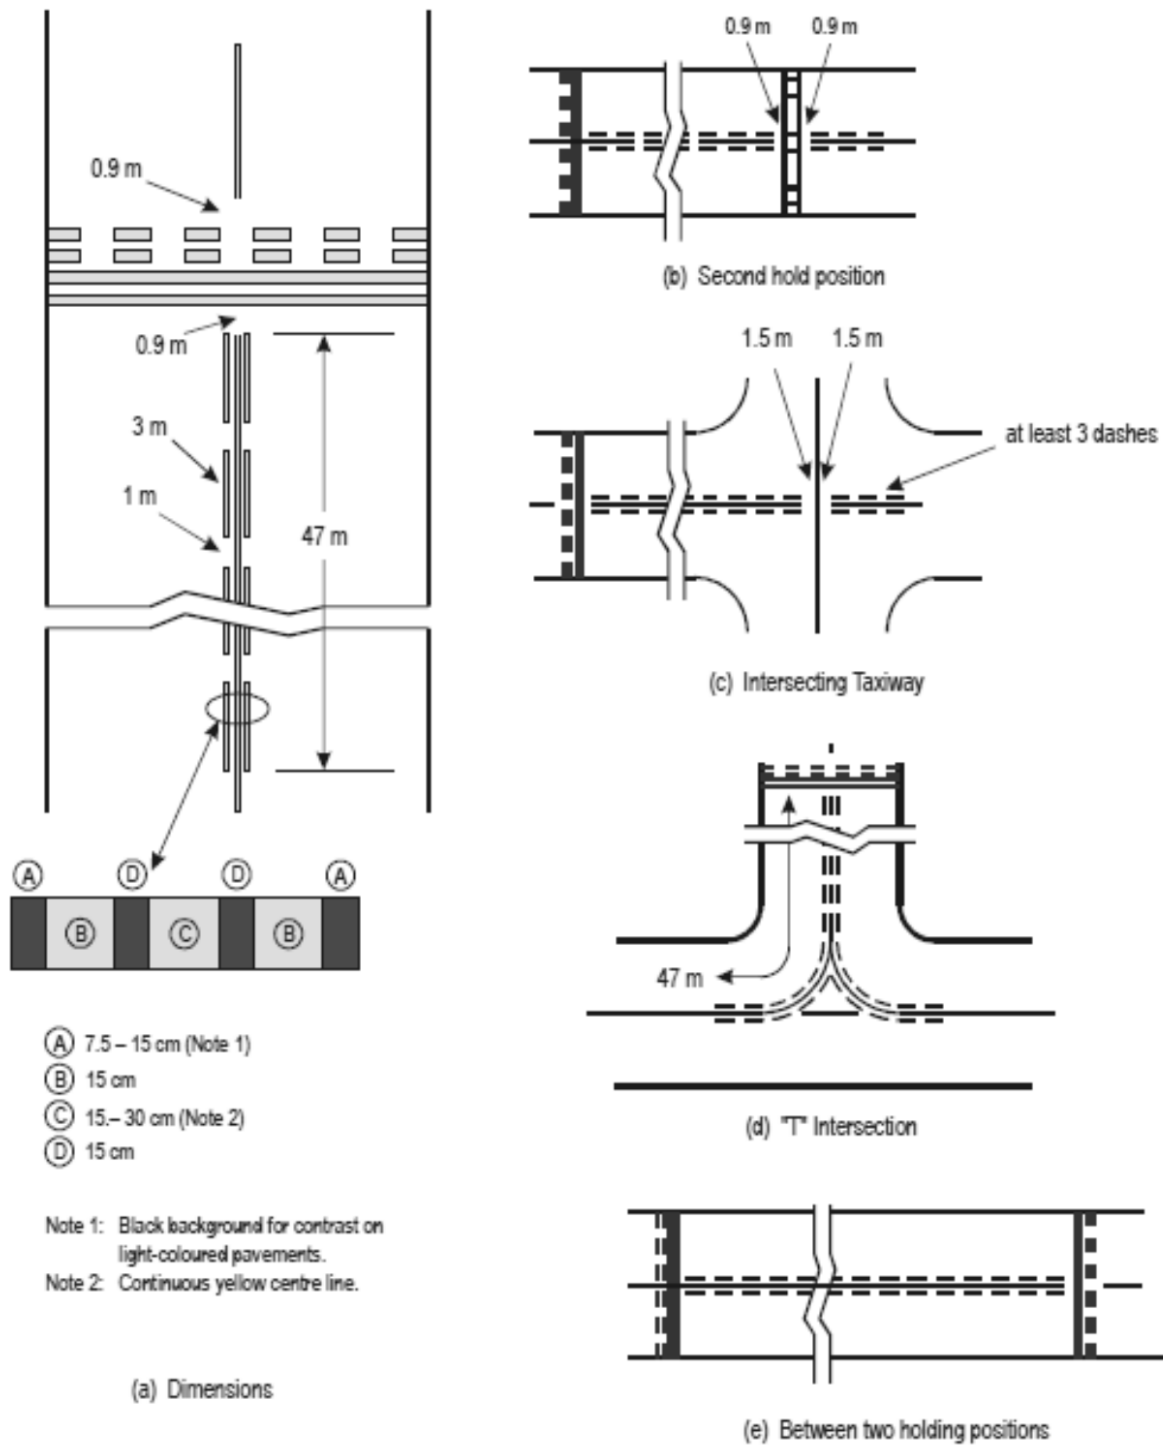 0.9 m
0.9 m
3 m
1 m
47 m
A D D A
B C B
A 7.5 – 15 cm (Note 1)
B 15 cm
C 15.– 30 cm (Note 2)
D 15 cm
Note 1: Black background for contrast on
light-coloured pavements.
Note 2: Continuous yellow centre line.
(a) Dimensions
0.9 m 0.9 m
(b) Second hold position
1.5 m 1.5 m
at least 3 dashes
(c) Intersecting Taxiway
47 m
(d) "T" Intersection
(e) Between two holding positions